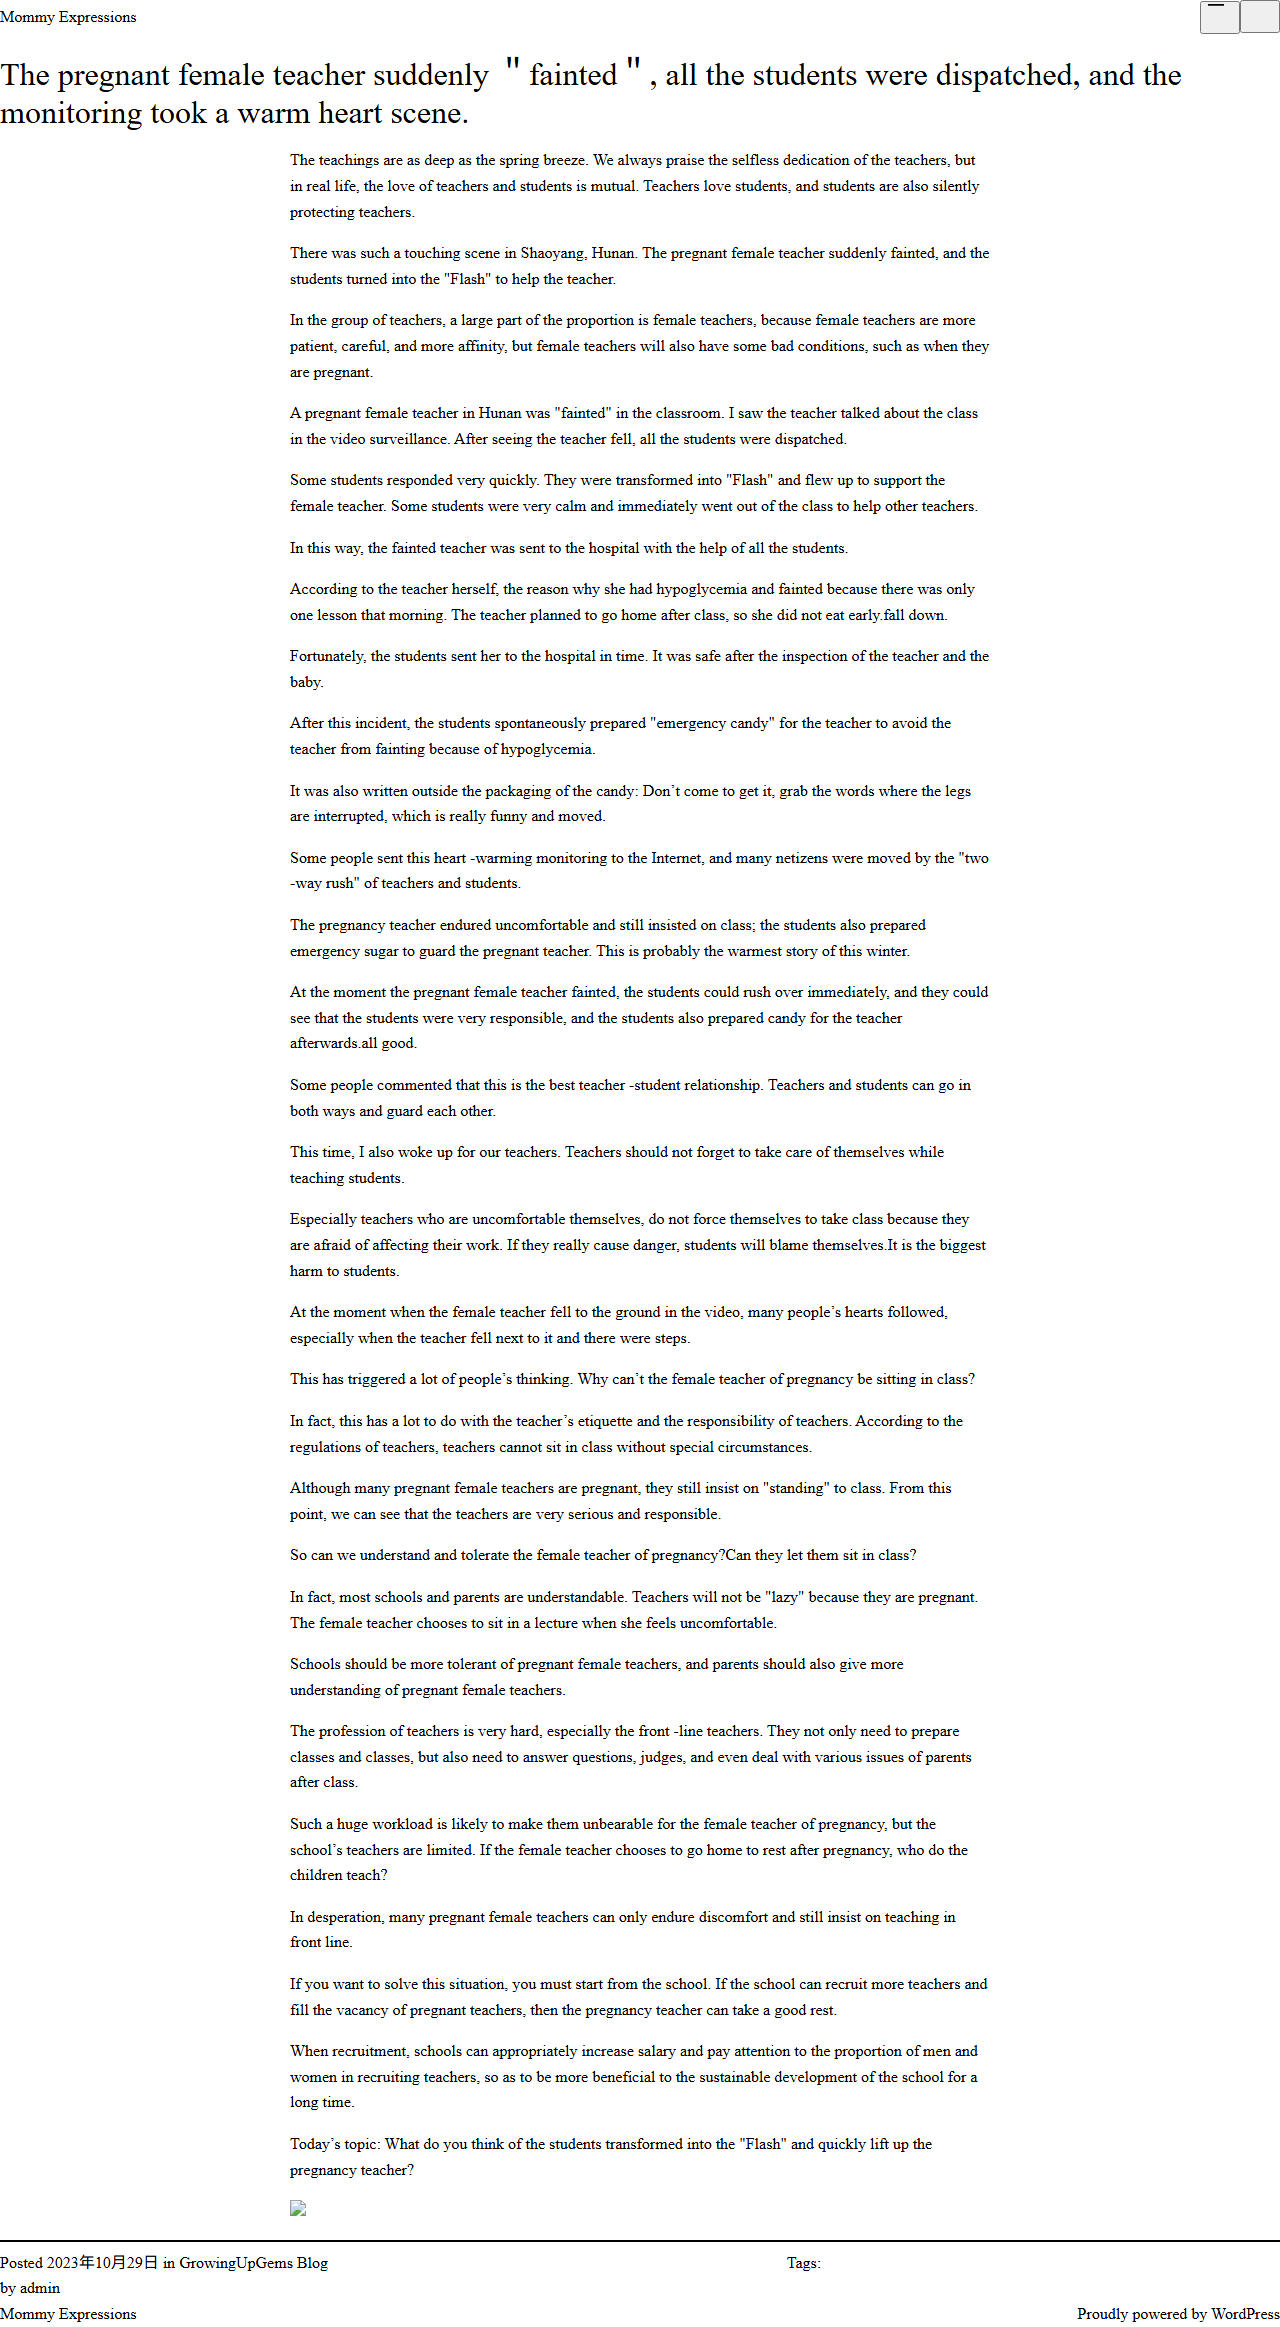 Mommy Expressions
The pregnant female teacher suddenly ＂fainted＂, all the students were dispatched, and the
monitoring took a warm heart scene.
The teachings are as deep as the spring breeze. We always praise the selfless dedication of the teachers, but
in real life, the love of teachers and students is mutual. Teachers love students, and students are also silently
protecting teachers.
There was such a touching scene in Shaoyang, Hunan. The pregnant female teacher suddenly fainted, and the
students turned into the "Flash" to help the teacher.
In the group of teachers, a large part of the proportion is female teachers, because female teachers are more
patient, careful, and more affinity, but female teachers will also have some bad conditions, such as when they
are pregnant.
A pregnant female teacher in Hunan was "fainted" in the classroom. I saw the teacher talked about the class
in the video surveillance. After seeing the teacher fell, all the students were dispatched.
Some students responded very quickly. They were transformed into "Flash" and flew up to support the
female teacher. Some students were very calm and immediately went out of the class to help other teachers.
In this way, the fainted teacher was sent to the hospital with the help of all the students.
According to the teacher herself, the reason why she had hypoglycemia and fainted because there was only
one lesson that morning. The teacher planned to go home after class, so she did not eat early.fall down.
Fortunately, the students sent her to the hospital in time. It was safe after the inspection of the teacher and the
baby.
After this incident, the students spontaneously prepared "emergency candy" for the teacher to avoid the
teacher from fainting because of hypoglycemia.
It was also written outside the packaging of the candy: Don’t come to get it, grab the words where the legs
are interrupted, which is really funny and moved.
Some people sent this heart -warming monitoring to the Internet, and many netizens were moved by the "two
-way rush" of teachers and students.
The pregnancy teacher endured uncomfortable and still insisted on class; the students also prepared
emergency sugar to guard the pregnant teacher. This is probably the warmest story of this winter.
At the moment the pregnant female teacher fainted, the students could rush over immediately, and they could
see that the students were very responsible, and the students also prepared candy for the teacher
afterwards.all good.
Some people commented that this is the best teacher -student relationship. Teachers and students can go in
both ways and guard each other.
This time, I also woke up for our teachers. Teachers should not forget to take care of themselves while
teaching students.
Especially teachers who are uncomfortable themselves, do not force themselves to take class because they
are afraid of affecting their work. If they really cause danger, students will blame themselves.It is the biggest
harm to students.
At the moment when the female teacher fell to the ground in the video, many people’s hearts followed,
especially when the teacher fell next to it and there were steps.
This has triggered a lot of people’s thinking. Why can’t the female teacher of pregnancy be sitting in class?
In fact, this has a lot to do with the teacher’s etiquette and the responsibility of teachers. According to the
regulations of teachers, teachers cannot sit in class without special circumstances.
Although many pregnant female teachers are pregnant, they still insist on "standing" to class. From this
point, we can see that the teachers are very serious and responsible.
So can we understand and tolerate the female teacher of pregnancy?Can they let them sit in class?
In fact, most schools and parents are understandable. Teachers will not be "lazy" because they are pregnant.
The female teacher chooses to sit in a lecture when she feels uncomfortable.
Schools should be more tolerant of pregnant female teachers, and parents should also give more
understanding of pregnant female teachers.
The profession of teachers is very hard, especially the front -line teachers. They not only need to prepare
classes and classes, but also need to answer questions, judges, and even deal with various issues of parents
after class.
Such a huge workload is likely to make them unbearable for the female teacher of pregnancy, but the
school’s teachers are limited. If the female teacher chooses to go home to rest after pregnancy, who do the
children teach?
In desperation, many pregnant female teachers can only endure discomfort and still insist on teaching in
front line.
If you want to solve this situation, you must start from the school. If the school can recruit more teachers and
fill the vacancy of pregnant teachers, then the pregnancy teacher can take a good rest.
When recruitment, schools can appropriately increase salary and pay attention to the proportion of men and
women in recruiting teachers, so as to be more beneficial to the sustainable development of the school for a
long time.
Today’s topic: What do you think of the students transformed into the "Flash" and quickly lift up the
pregnancy teacher?
Posted 2023年10月29日 in GrowingUpGems Blog
by admin
Tags:
Mommy Expressions
Proudly powered by WordPress